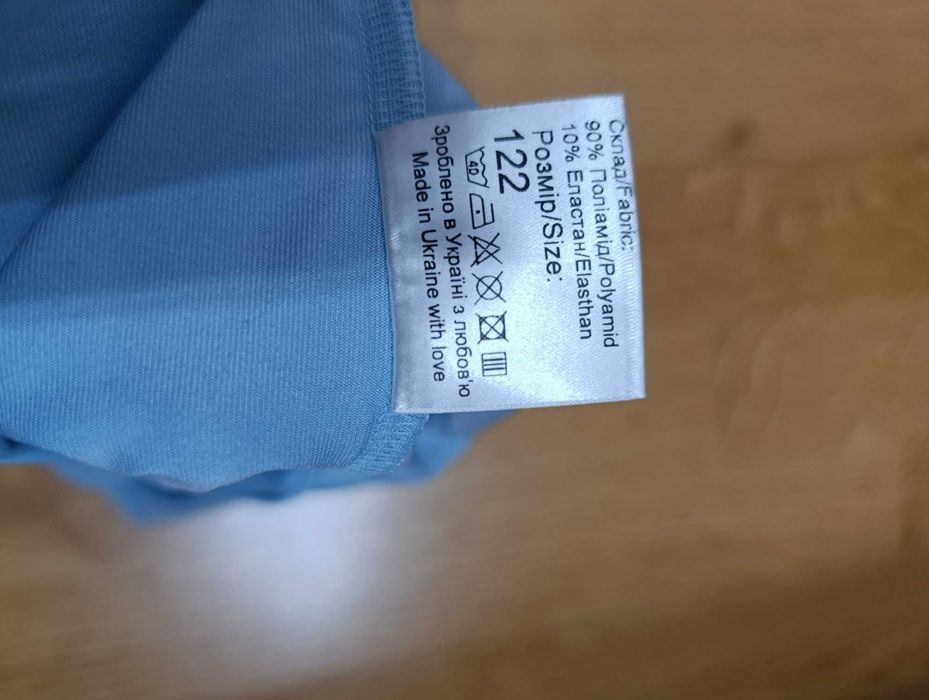 Склад/Fabric:
90% Поліамід/Polyamid
10% Еластан/Elasthan
Розмір/Size:
122
40
Зроблено в Україні з любов'ю
Made in Ukraine with love